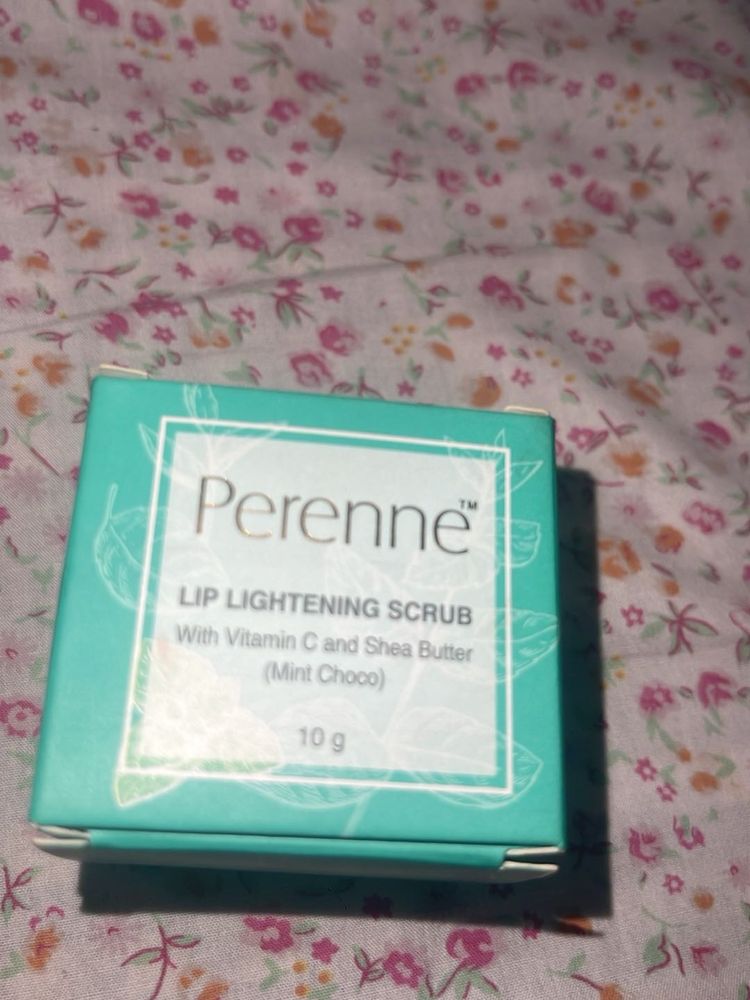 Perenne™
LIP LIGHTENING SCRUB
With Vitamin C and Shea Butter
(Mint Choco)
10 g